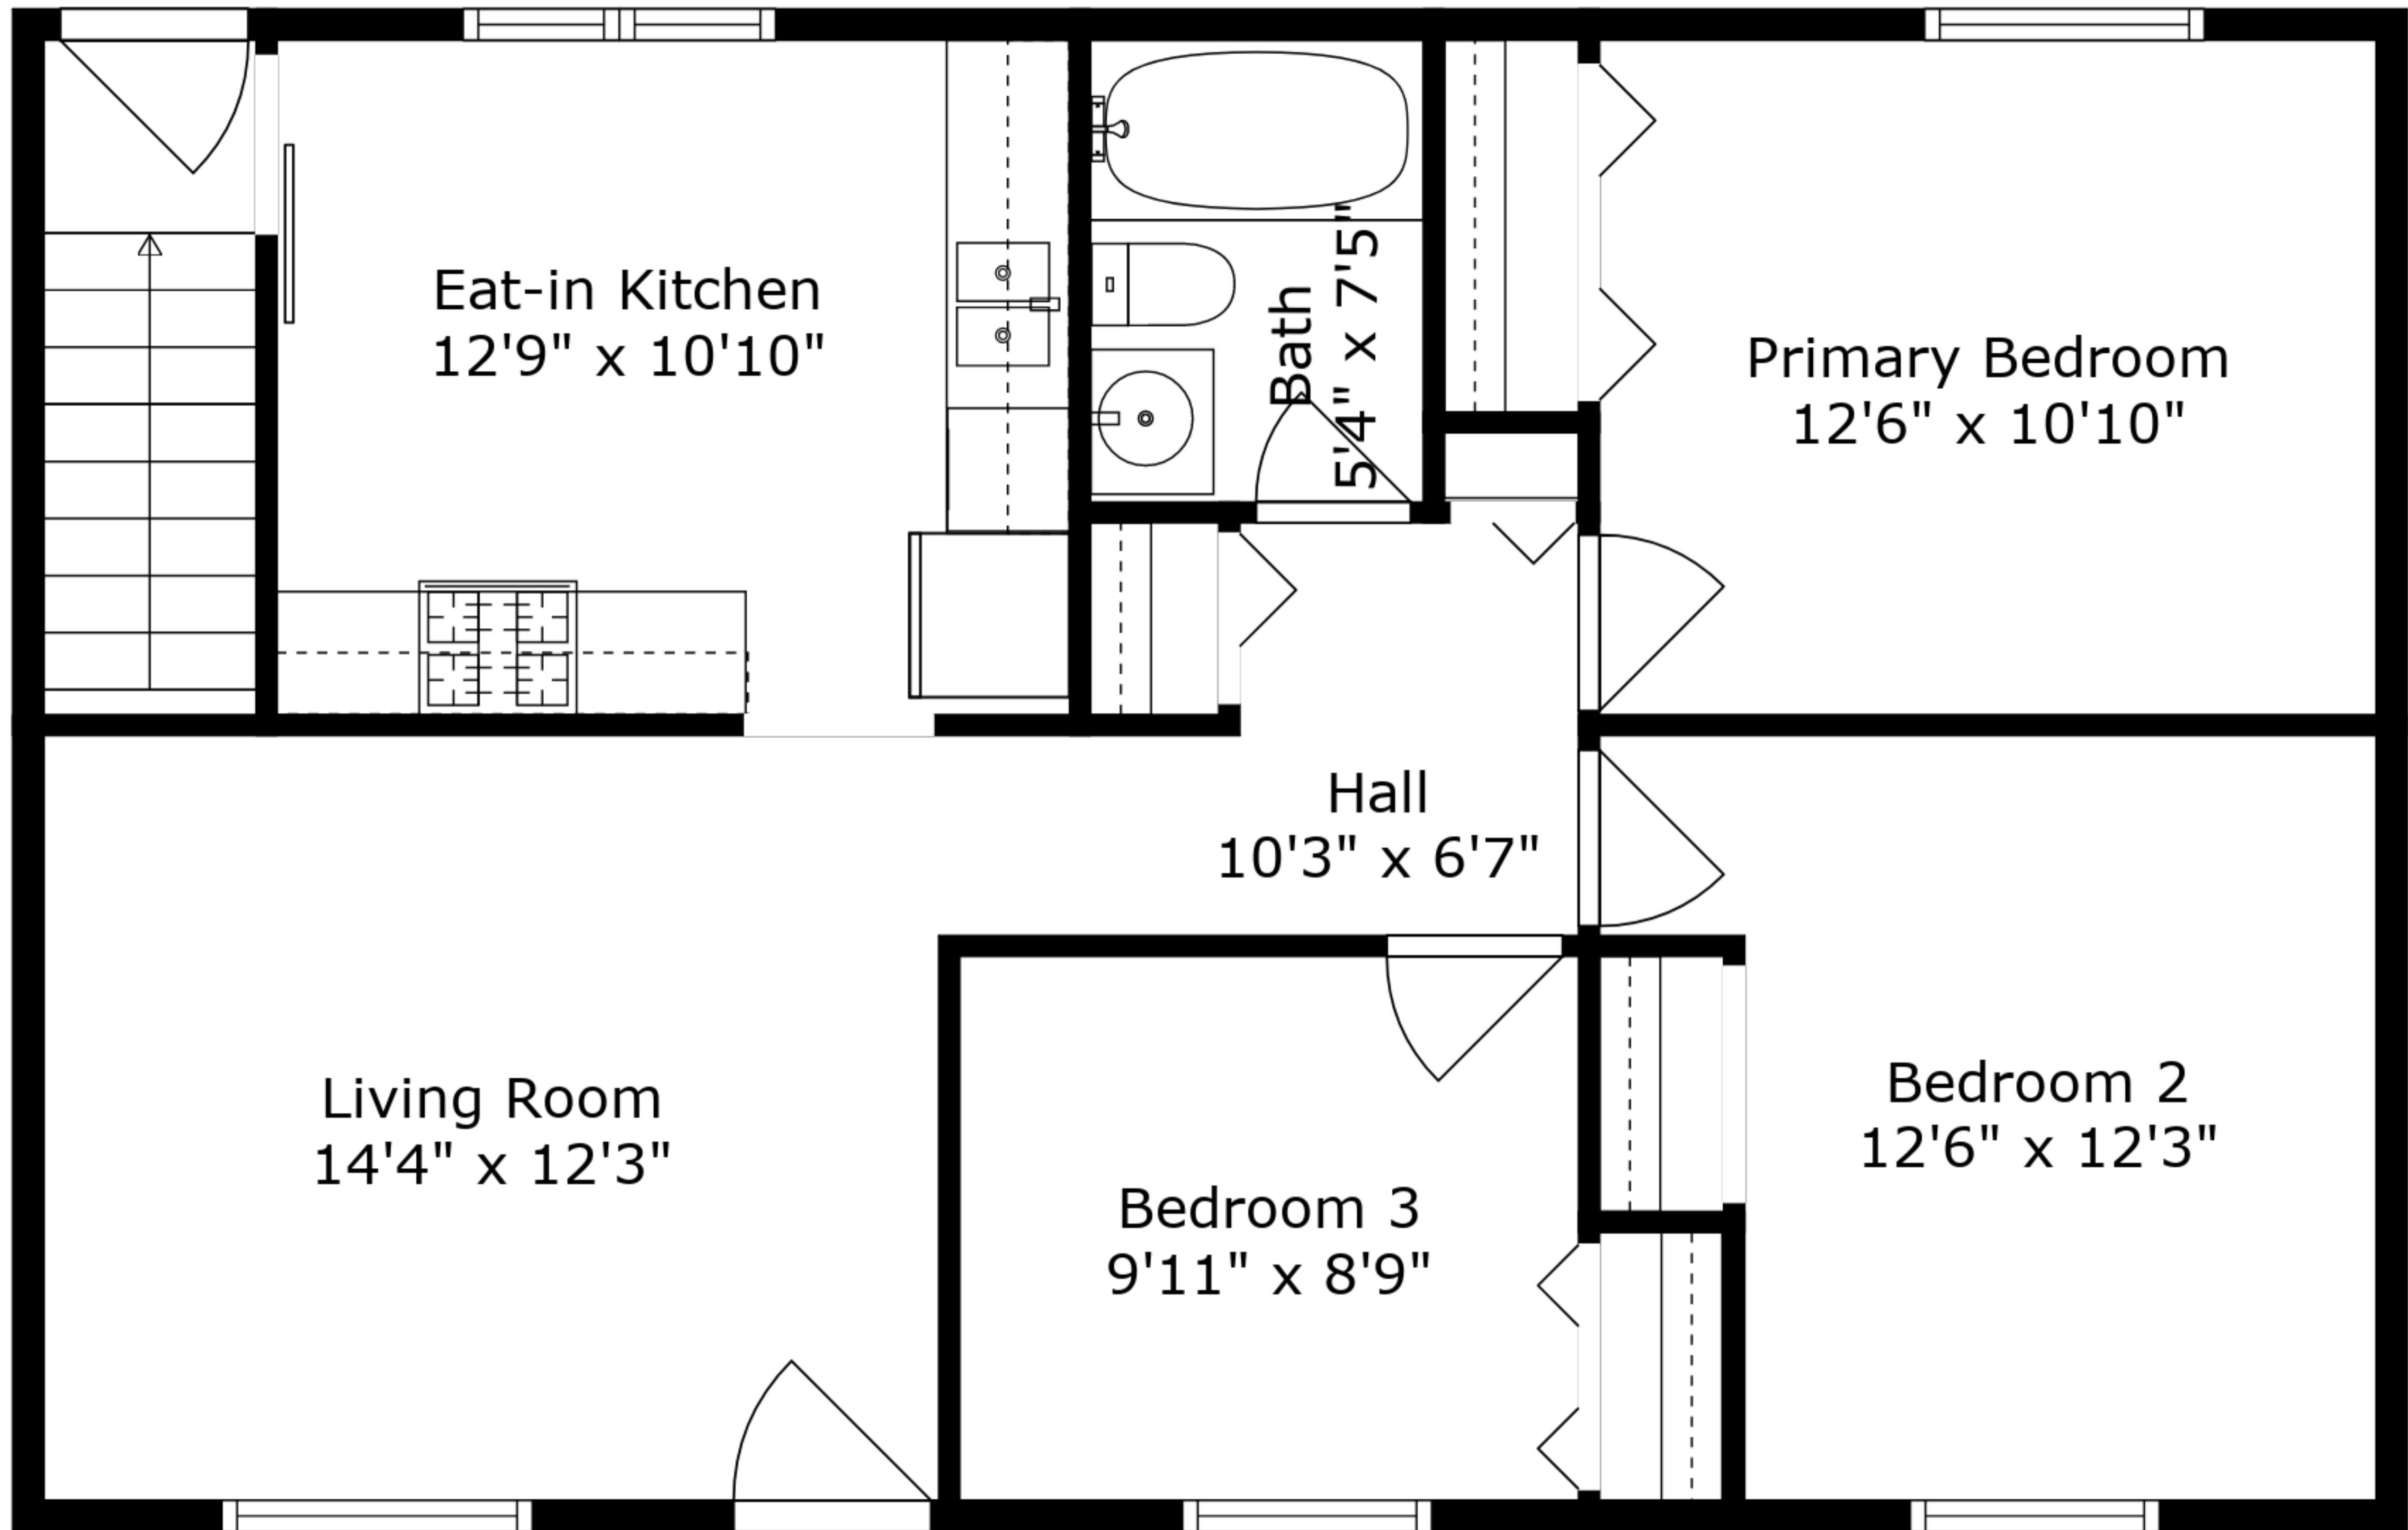 Eat-in Kitchen
12'9" x 10'10"
Bath
5'4" x 7'5"
Primary Bedroom
12'6" x 10'10"
Hall
10'3" x 6'7"
Living Room
14'4" x 12'3"
Bedroom 3
9'11" x 8'9"
Bedroom 2
12'6" x 12'3"